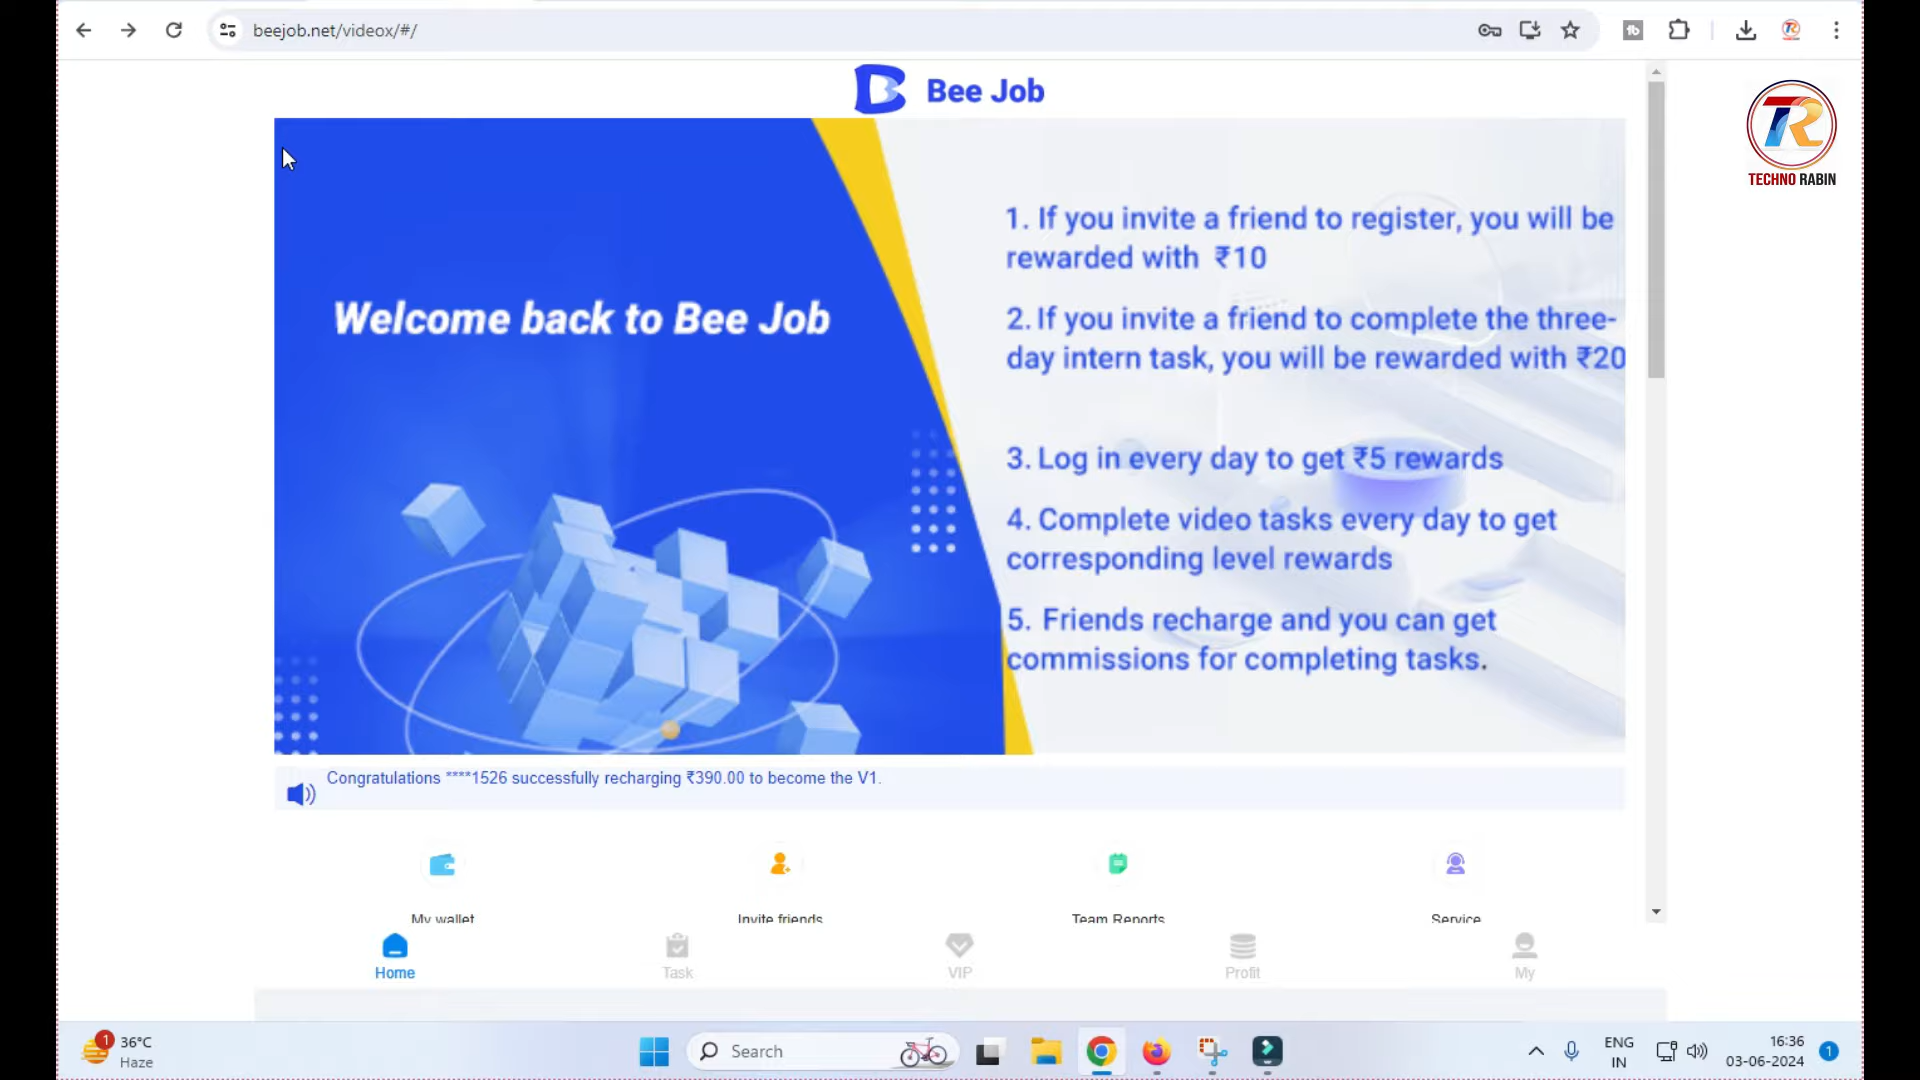 beejob.net/videox/#/
Bee Job
TR
TECHNO RABIN
Welcome back to Bee Job
1. If you invite a friend to register, you will be
rewarded with ₹10
2. If you invite a friend to complete the three-
day intern task, you will be rewarded with ₹20
3. Log in every day to get ₹5 rewards
4. Complete video tasks every day to get
corresponding level rewards
5. Friends recharge and you can get
commissions for completing tasks.
Congratulations ****1526 successfully recharging ₹390.00 to become the V1.
My wallet
Invite friends
Team Reports
Service
Home
Task
VIP
Profit
My
1
36°C
Haze
Search
ENG
IN
16:36
03-06-2024
1